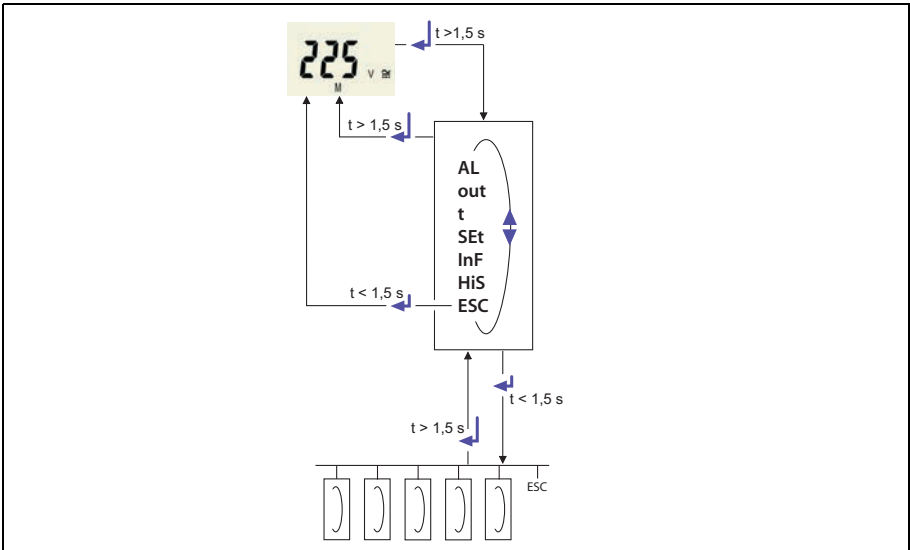 t >1,5 s
225 V ≅
M
t > 1,5 s
AL
out
t
SEt
InF
HiS
t < 1,5 s
ESC
t < 1,5 s
t > 1,5 s
ESC